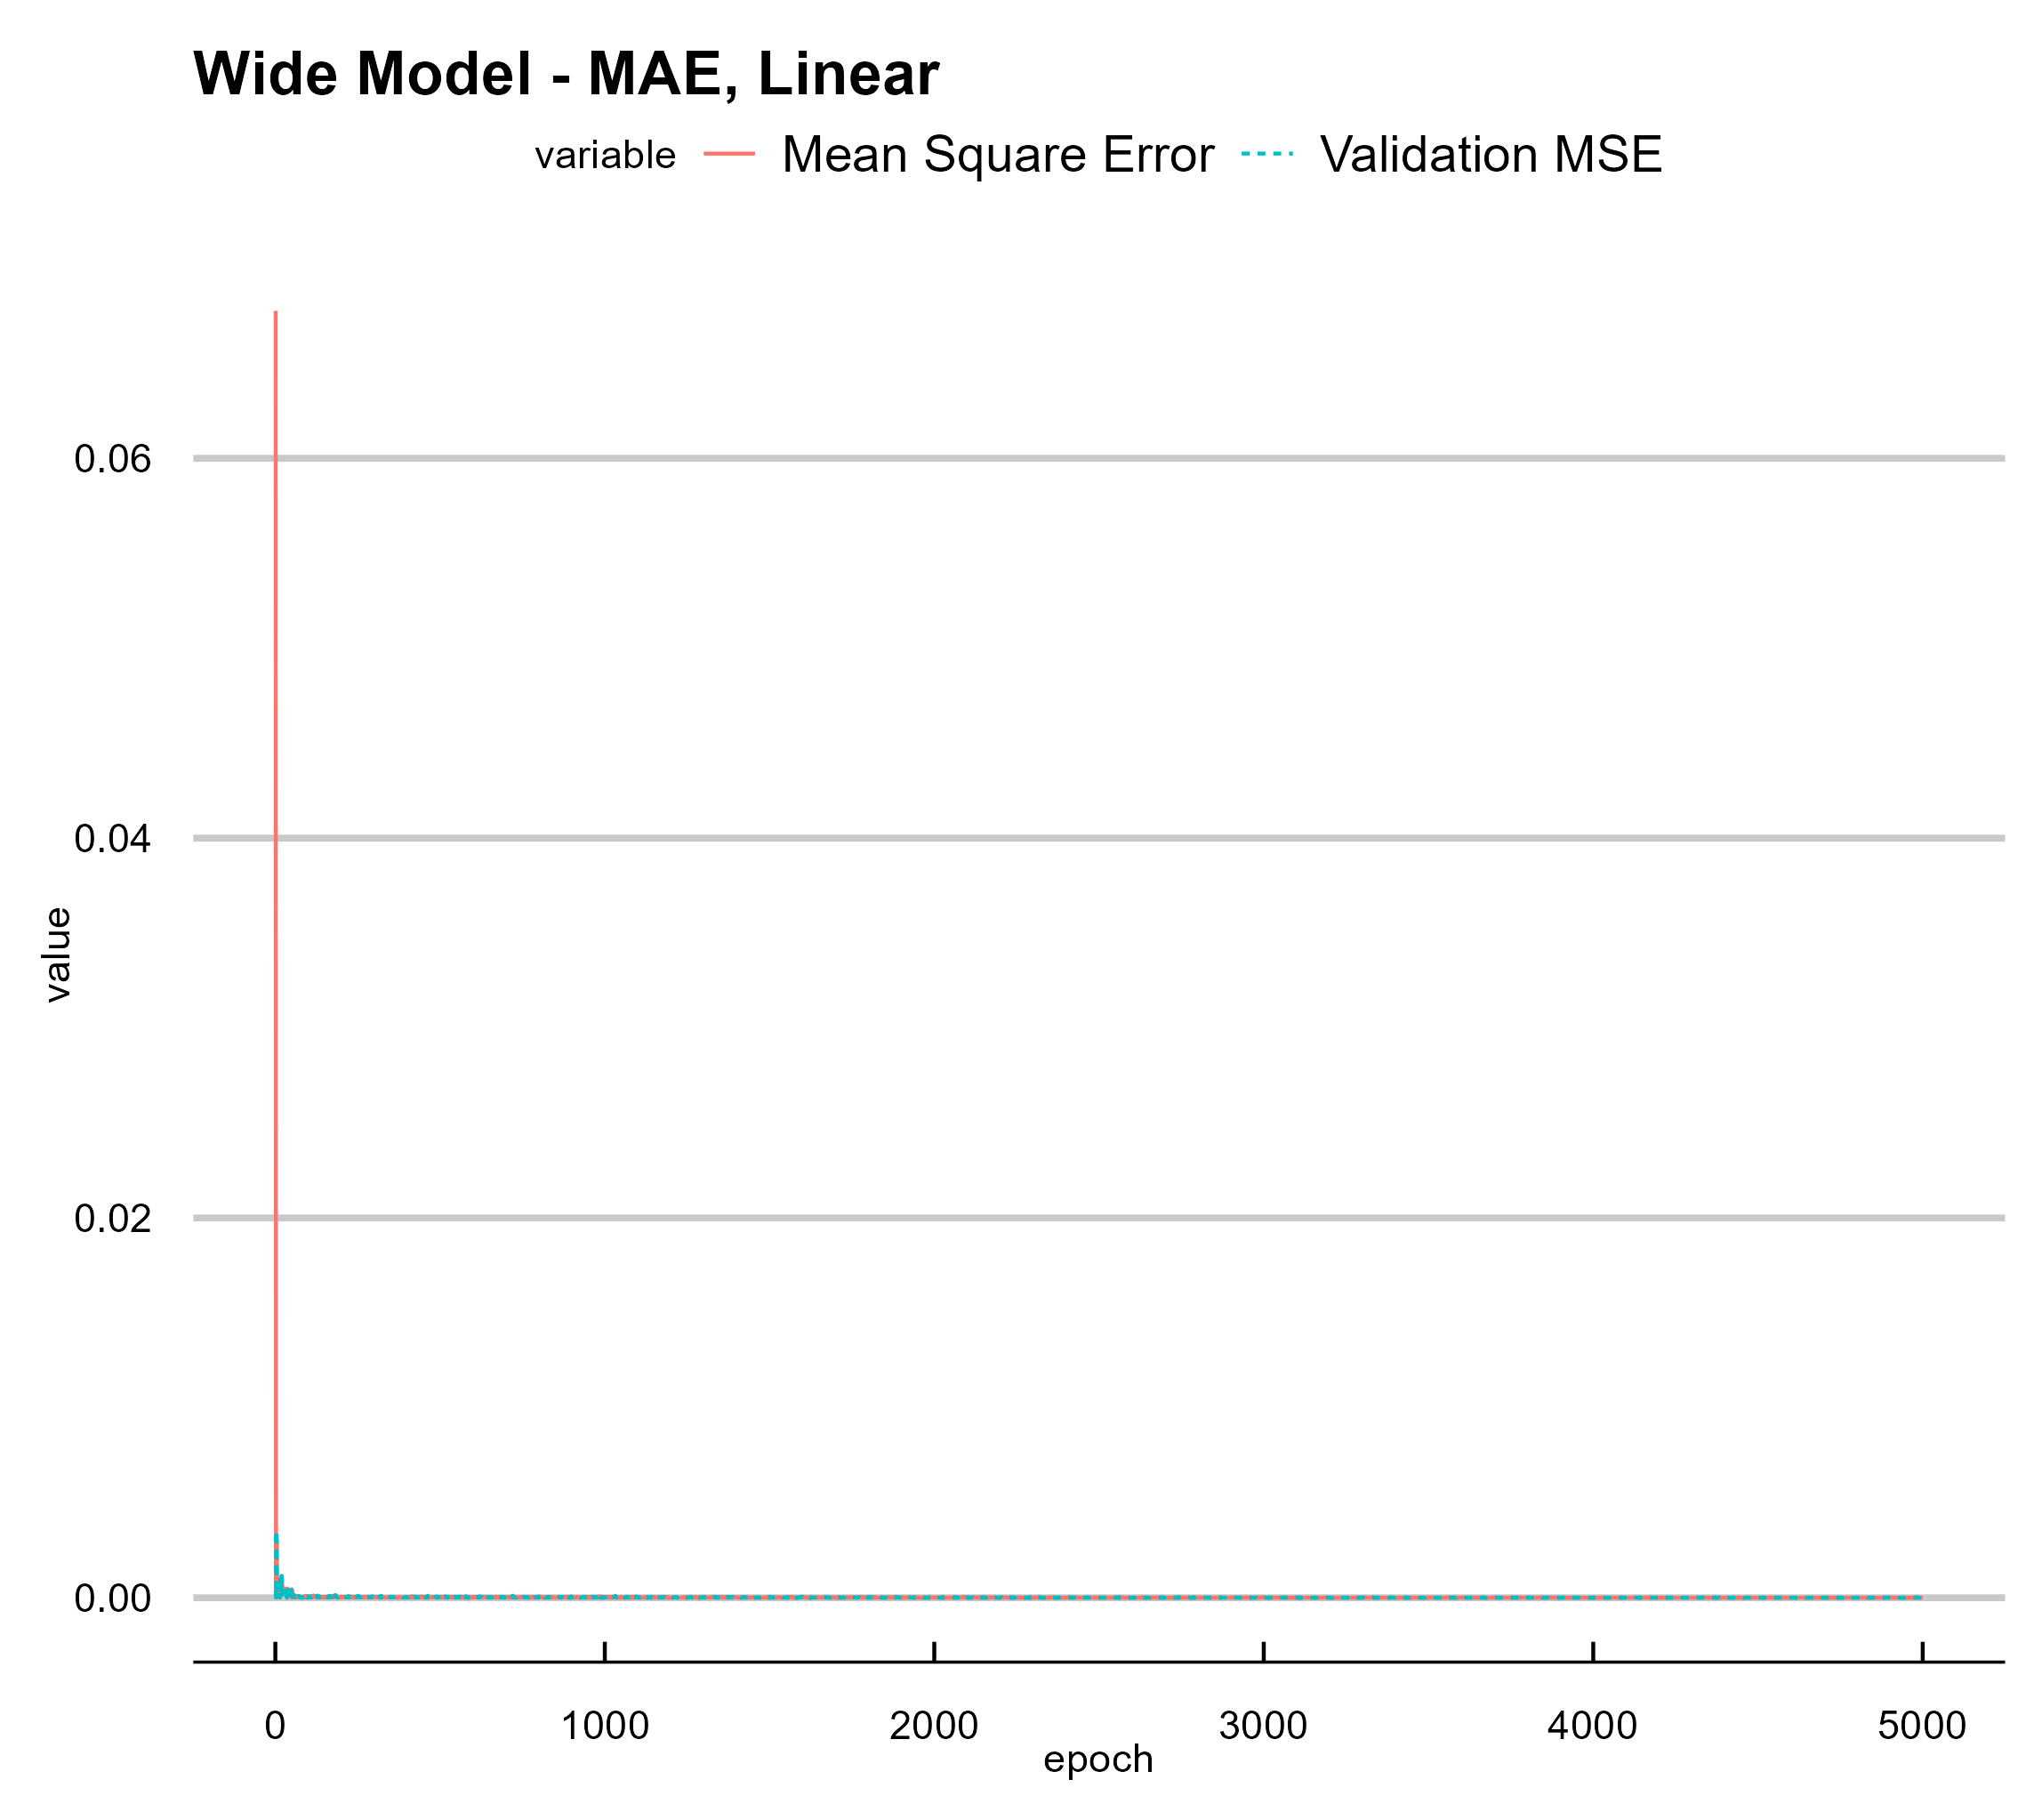 Wide Model - MAE, Linear
variable Mean Square Error Validation MSE
0.06
0.04
value
0.02
0.00
0 1000 2000 3000 4000 5000
epoch